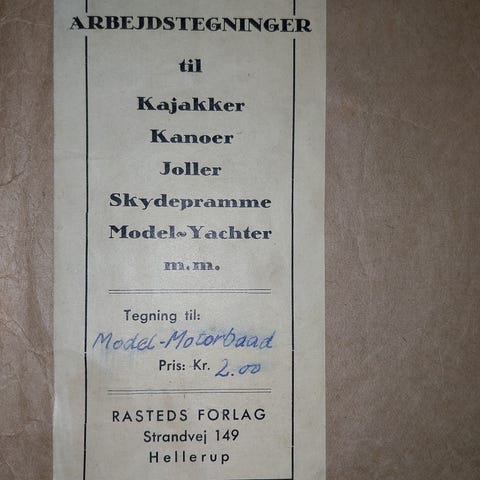 ARBEJDSTEGNINGER
til
Kajakker
Kanoer
Joller
Skydepramme
Model~Yachter
m.m.
Tegning til:
Model-Motorbaad
Pris: Kr. 2.00
RASTEDS FORLAG
Strandvej 149
Hellerup